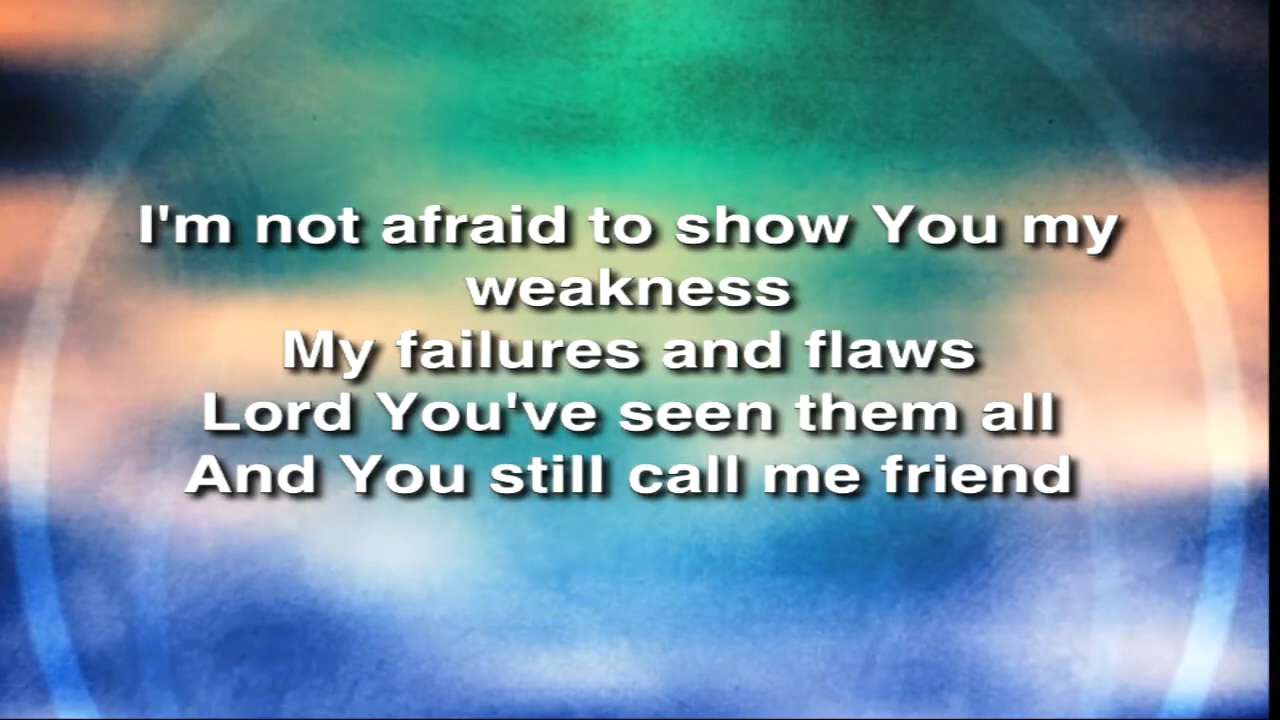 I'm not afraid to show You my
weakness
My failures and flaws
Lord You've seen them all
And You still call me friend